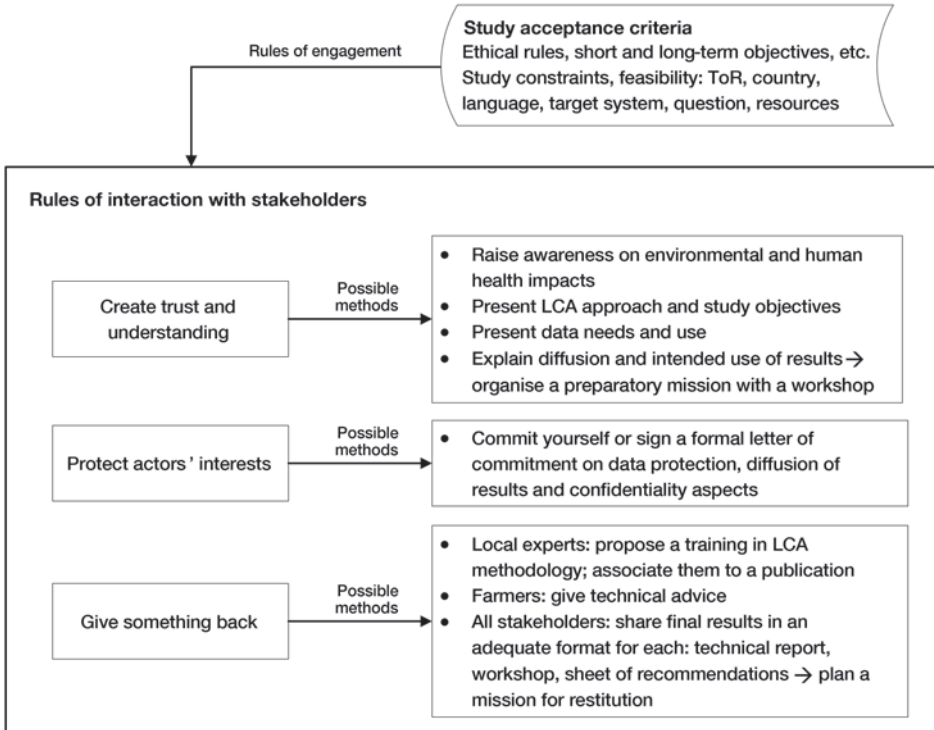 Study acceptance criteria
Ethical rules, short and long-term objectives, etc.
Study constraints, feasibility: ToR, country,
language, target system, question, resources
Rules of engagement
Rules of interaction with stakeholders
Create trust and
understanding
Possible
methods
• Raise awareness on environmental and human
health impacts
• Present LCA approach and study objectives
• Present data needs and use
• Explain diffusion and intended use of results →
organise a preparatory mission with a workshop
Protect actors' interests
Possible
methods
• Commit yourself or sign a formal letter of
commitment on data protection, diffusion of
results and confidentiality aspects
Give something back
Possible
methods
• Local experts: propose a training in LCA
methodology; associate them to a publication
• Farmers: give technical advice
• All stakeholders: share final results in an
adequate format for each: technical report,
workshop, sheet of recommendations → plan a
mission for restitution